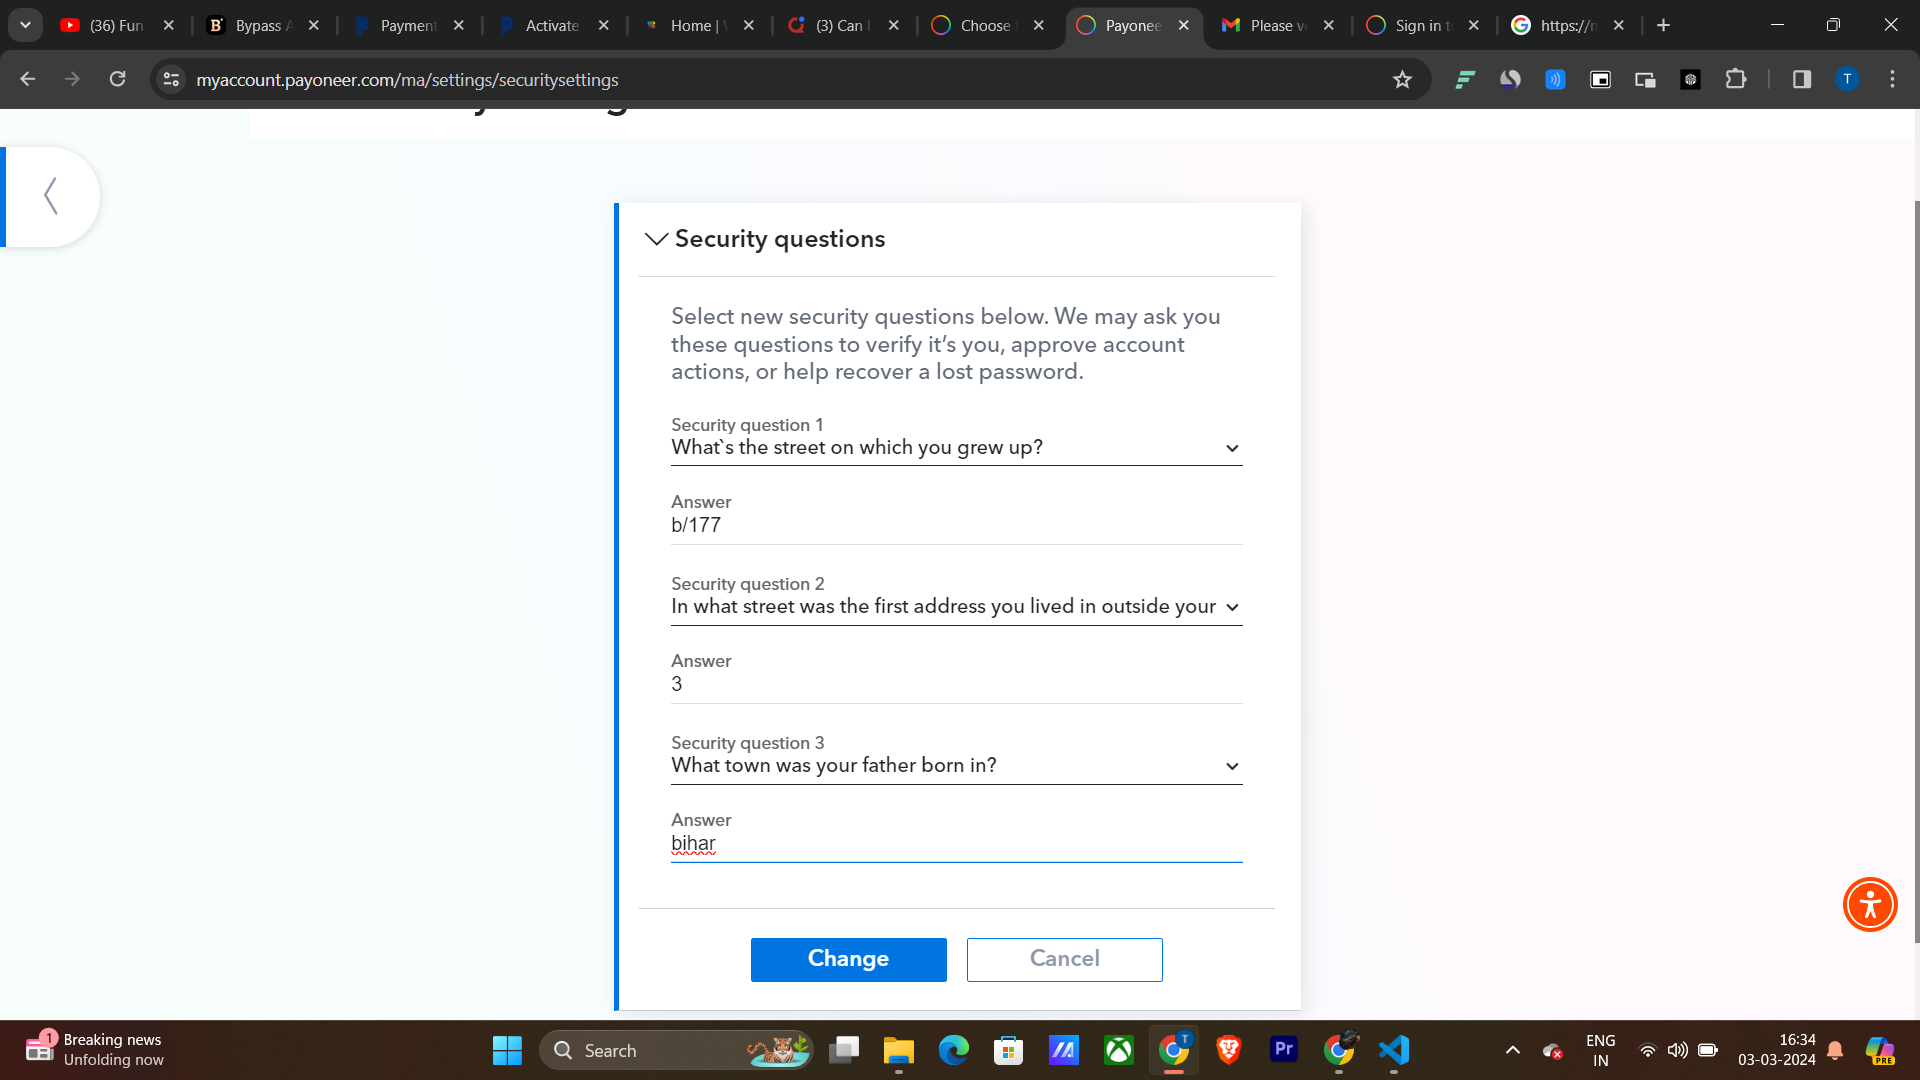 (36) Fun
Bypass A
Payment
Activate
Home | W
(3) Can I
Choose
Payonee
Please ve
Sign in to
https://n
myaccount.payoneer.com/ma/settings/securitysettings
T
Security questions
Select new security questions below. We may ask you
these questions to verify it’s you, approve account
actions, or help recover a lost password.
Security question 1
What`s the street on which you grew up?
Answer
b/177
Security question 2
In what street was the first address you lived in outside your
Answer
3
Security question 3
What town was your father born in?
Answer
bihar
Change
Cancel
1
Breaking news
Unfolding now
Search
T
Pr
ENG
IN
16:34
03-03-2024
PRE